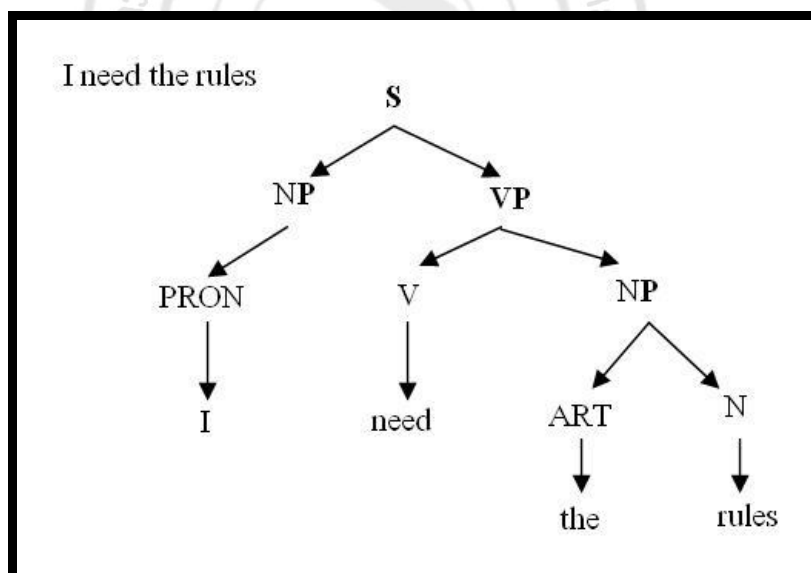 I need the rules
S
NP VP
PRON V NP
I need ART N
the rules